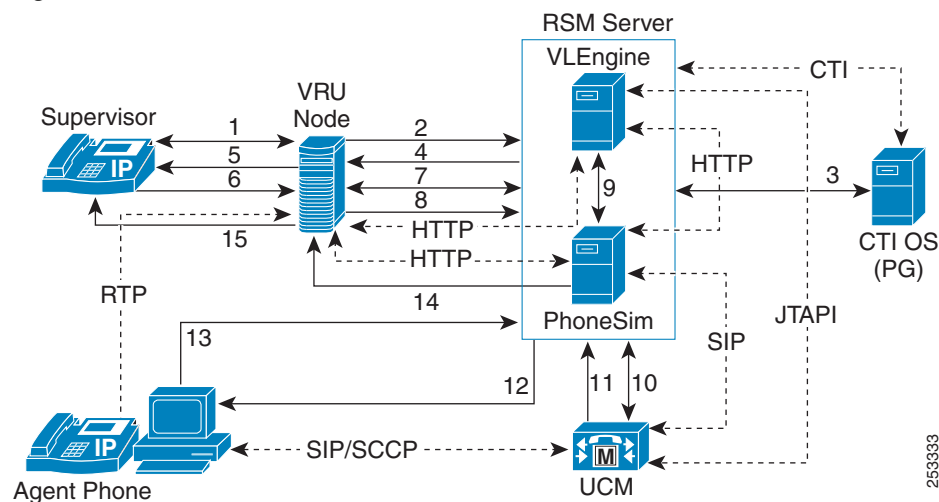 RSM Server
VLEngine
CTI
VRU
Node
Supervisor
IP
1
2
5
4
6
7
8
9
HTTP
3
HTTP
HTTP
15
CTI OS
(PG)
RTP
14
PhoneSim
JTAPI
SIP
13
12
11
10
IP
SIP/SCCP
M
Agent Phone
UCM
253333